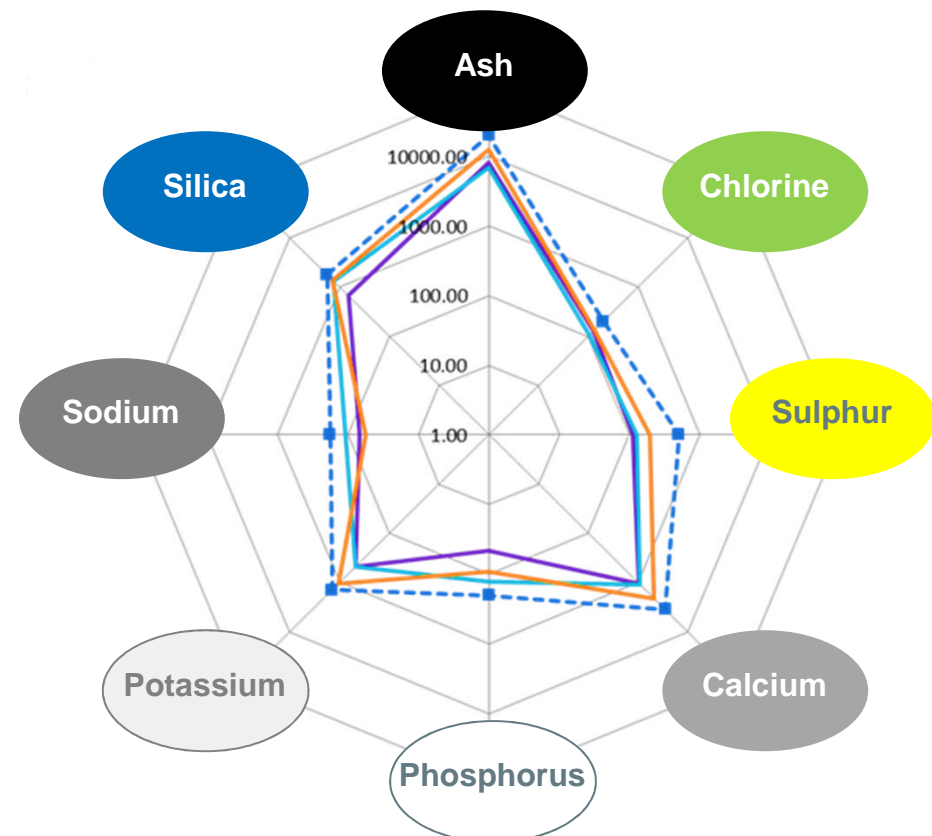 Ash
Silica
Chlorine
10000.00
1000.00
100.00
10.00
1.00
Sodium
Sulphur
Potassium
Calcium
Phosphorus